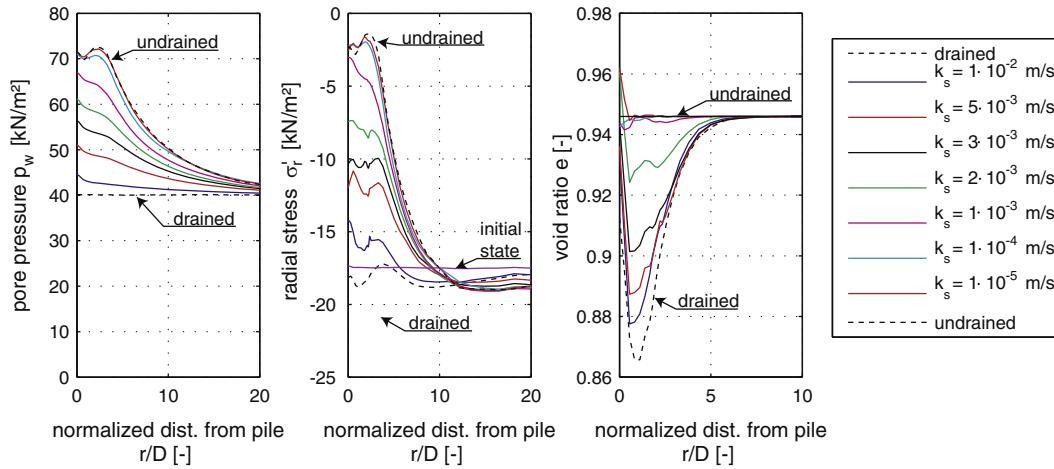 pore pressure p_w [kN/m²]
80
70
60
50
40
30
20
10
0
undrained
drained
0
10
20
normalized dist. from pile
r/D [-]
radial stress σ_r' [kN/m²]
0
-5
-10
-15
-20
-25
undrained
initial
state
drained
0
5
10
15
20
normalized dist. from pile
r/D [-]
void ratio e [-]
0.98
0.96
0.94
0.92
0.9
0.88
0.86
undrained
drained
0
5
10
normalized dist. from pile
r/D [-]
drained
k_s = 1· 10⁻² m/s
k_s = 5· 10⁻³ m/s
k_s = 3· 10⁻³ m/s
k_s = 2· 10⁻³ m/s
k_s = 1· 10⁻³ m/s
k_s = 1· 10⁻⁴ m/s
k_s = 1· 10⁻⁵ m/s
undrained